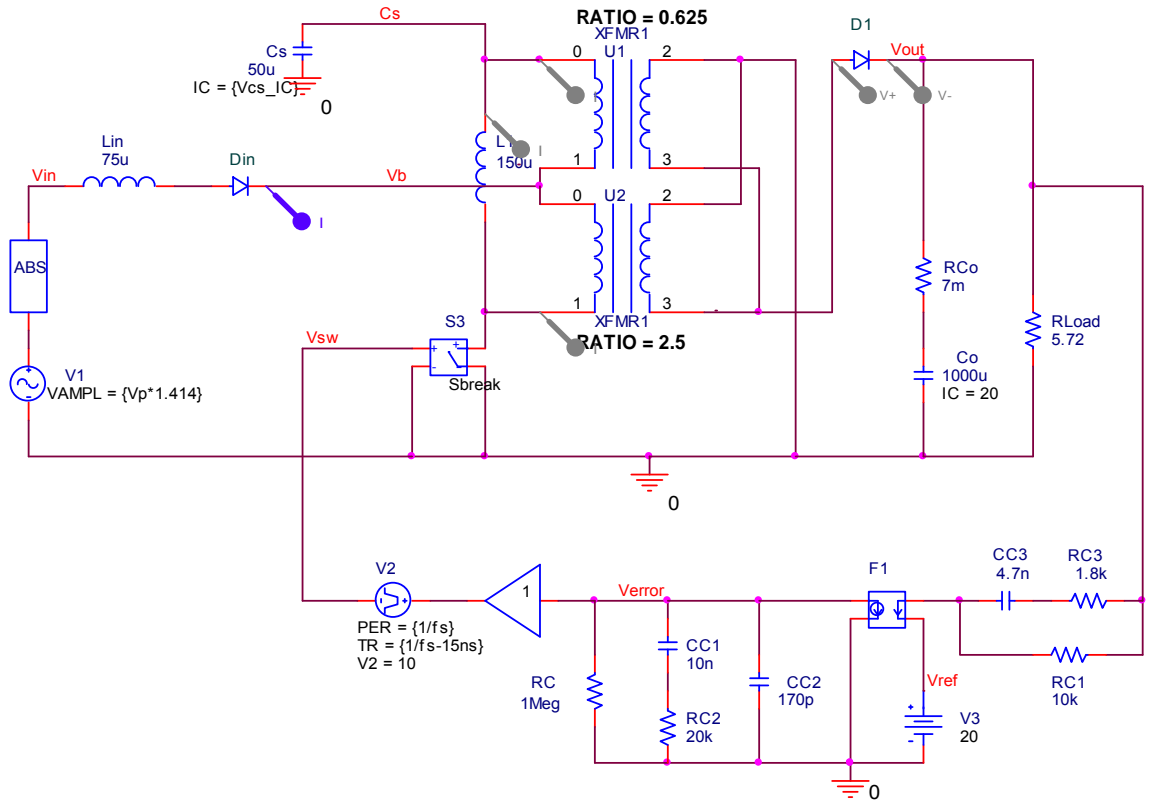 Cs
RATIO = 0.625
XFMR1
U1
D1
Vout
0
2
Cs
50u
IC = {Vcs_IC}
0
V+
V-
I
150u
1
3
Lin
75u
Din
Vin
Vb
I
U2
0
2
ABS
RCo
7m
1
3
XFMR1
RATIO = 2.5
S3
Vsw
+
+
-
Sbreak
RLoad
5.72
V1
VAMPL = {Vp*1.414}
Co
1000u
IC = 20
0
CC3
4.7n
RC3
1.8k
V2
F1
1
Verror
PER = {1/fs}
TR = {1/fs-15ns}
V2 = 10
CC1
10n
RC
1Meg
CC2
170p
Vref
RC1
10k
RC2
20k
+
-
V3
20
0